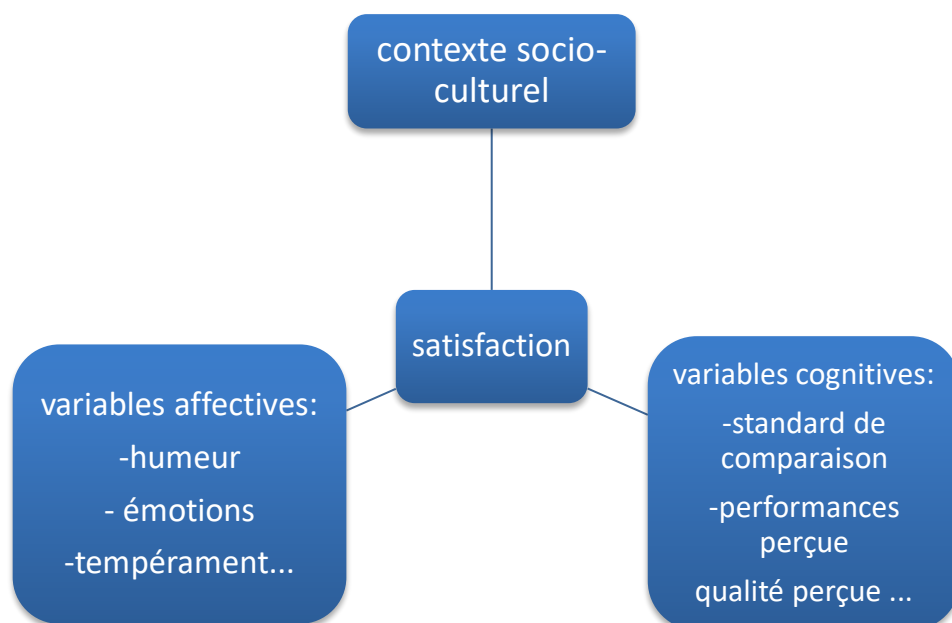 contexte socio-
culturel
satisfaction
variables affectives:
-humeur
- émotions
-tempérament...
variables cognitives:
-standard de
comparaison
-performances
perçue
qualité perçue ...